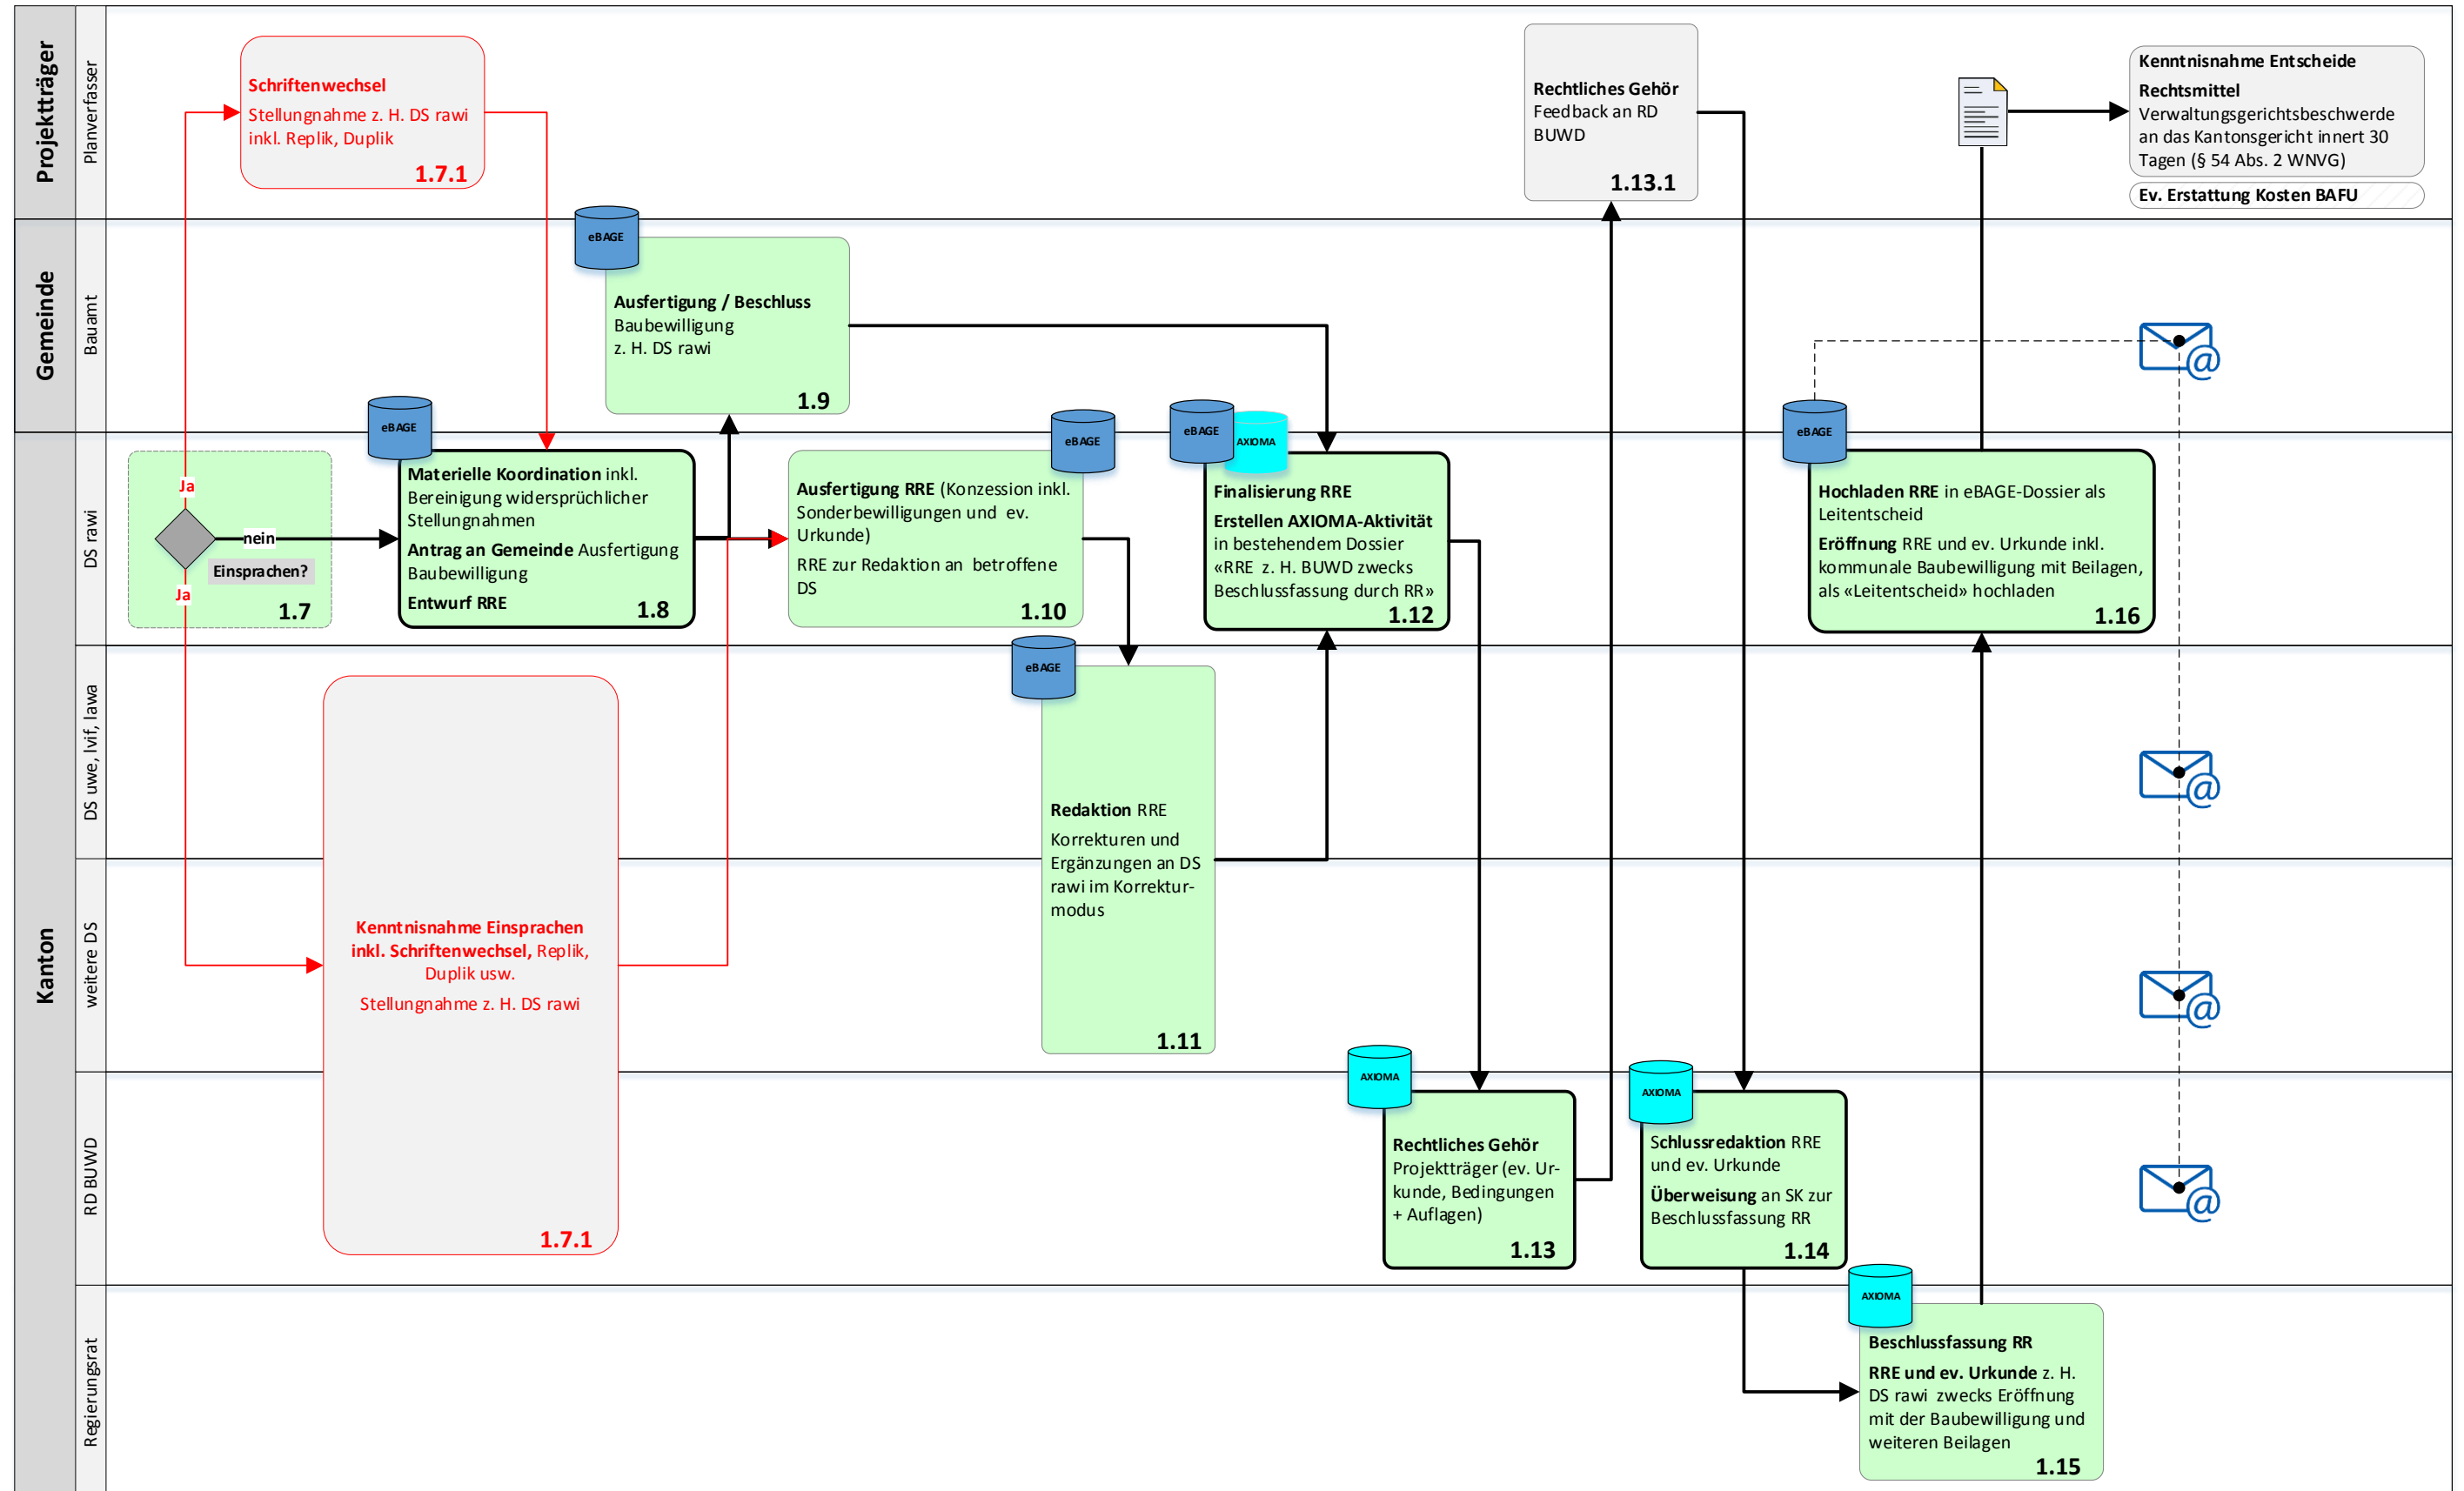 Projektträger
Planverfasser
Schriftenwechsel
Stellungnahme z. H. DS rawi
inkl. Replik, Duplik
1.7.1
Rechtliches Gehör
Feedback an RD
BUWD
1.13.1
Kenntnisnahme Entscheide
Rechtsmittel
Verwaltungsgerichtsbeschwerde
an das Kantonsgericht innert 30
Tagen (§ 54 Abs. 2 WNVG)
Ev. Erstattung Kosten BAFU
Gemeinde
Bauamt
eBAGE
Ausfertigung / Beschluss
Baubewilligung
z. H. DS rawi
1.9
Kanton
DS rawi
Ja
nein
Einsprachen?
Ja
1.7
eBAGE
Materielle Koordination inkl.
Bereinigung widersprüchlicher
Stellungnahmen
Antrag an Gemeinde Ausfertigung
Baubewilligung
Entwurf RRE
1.8
eBAGE
Ausfertigung RRE (Konzession inkl.
Sonderbewilligungen und ev.
Urkunde)
RRE zur Redaktion an betroffene
DS
1.10
eBAGE
AXIOMA
Finalisierung RRE
Erstellen AXIOMA-Aktivität
in bestehendem Dossier
«RRE z. H. BUWD zwecks
Beschlussfassung durch RR»
1.12
eBAGE
Hochladen RRE in eBAGE-Dossier als
Leitentscheid
Eröffnung RRE und ev. Urkunde inkl.
kommunale Baubewilligung mit Beilagen,
als «Leitentscheid» hochladen
1.16
DS uwe, lvif, lawa
weitere DS
Kenntnisnahme Einsprachen
inkl. Schriftenwechsel, Replik,
Duplik usw.
Stellungnahme z. H. DS rawi
1.7.1
eBAGE
Redaktion RRE
Korrekturen und
Ergänzungen an DS
rawi im Korrektur-
modus
1.11
RD BUWD
AXIOMA
Rechtliches Gehör
Projektträger (ev. Ur-
kunde, Bedingungen
+ Auflagen)
1.13
AXIOMA
Schlussredaktion RRE
und ev. Urkunde
Überweisung an SK zur
Beschlussfassung RR
1.14
Regierungsrat
AXIOMA
Beschlussfassung RR
RRE und ev. Urkunde z. H.
DS rawi zwecks Eröffnung
mit der Baubewilligung und
weiteren Beilagen
1.15